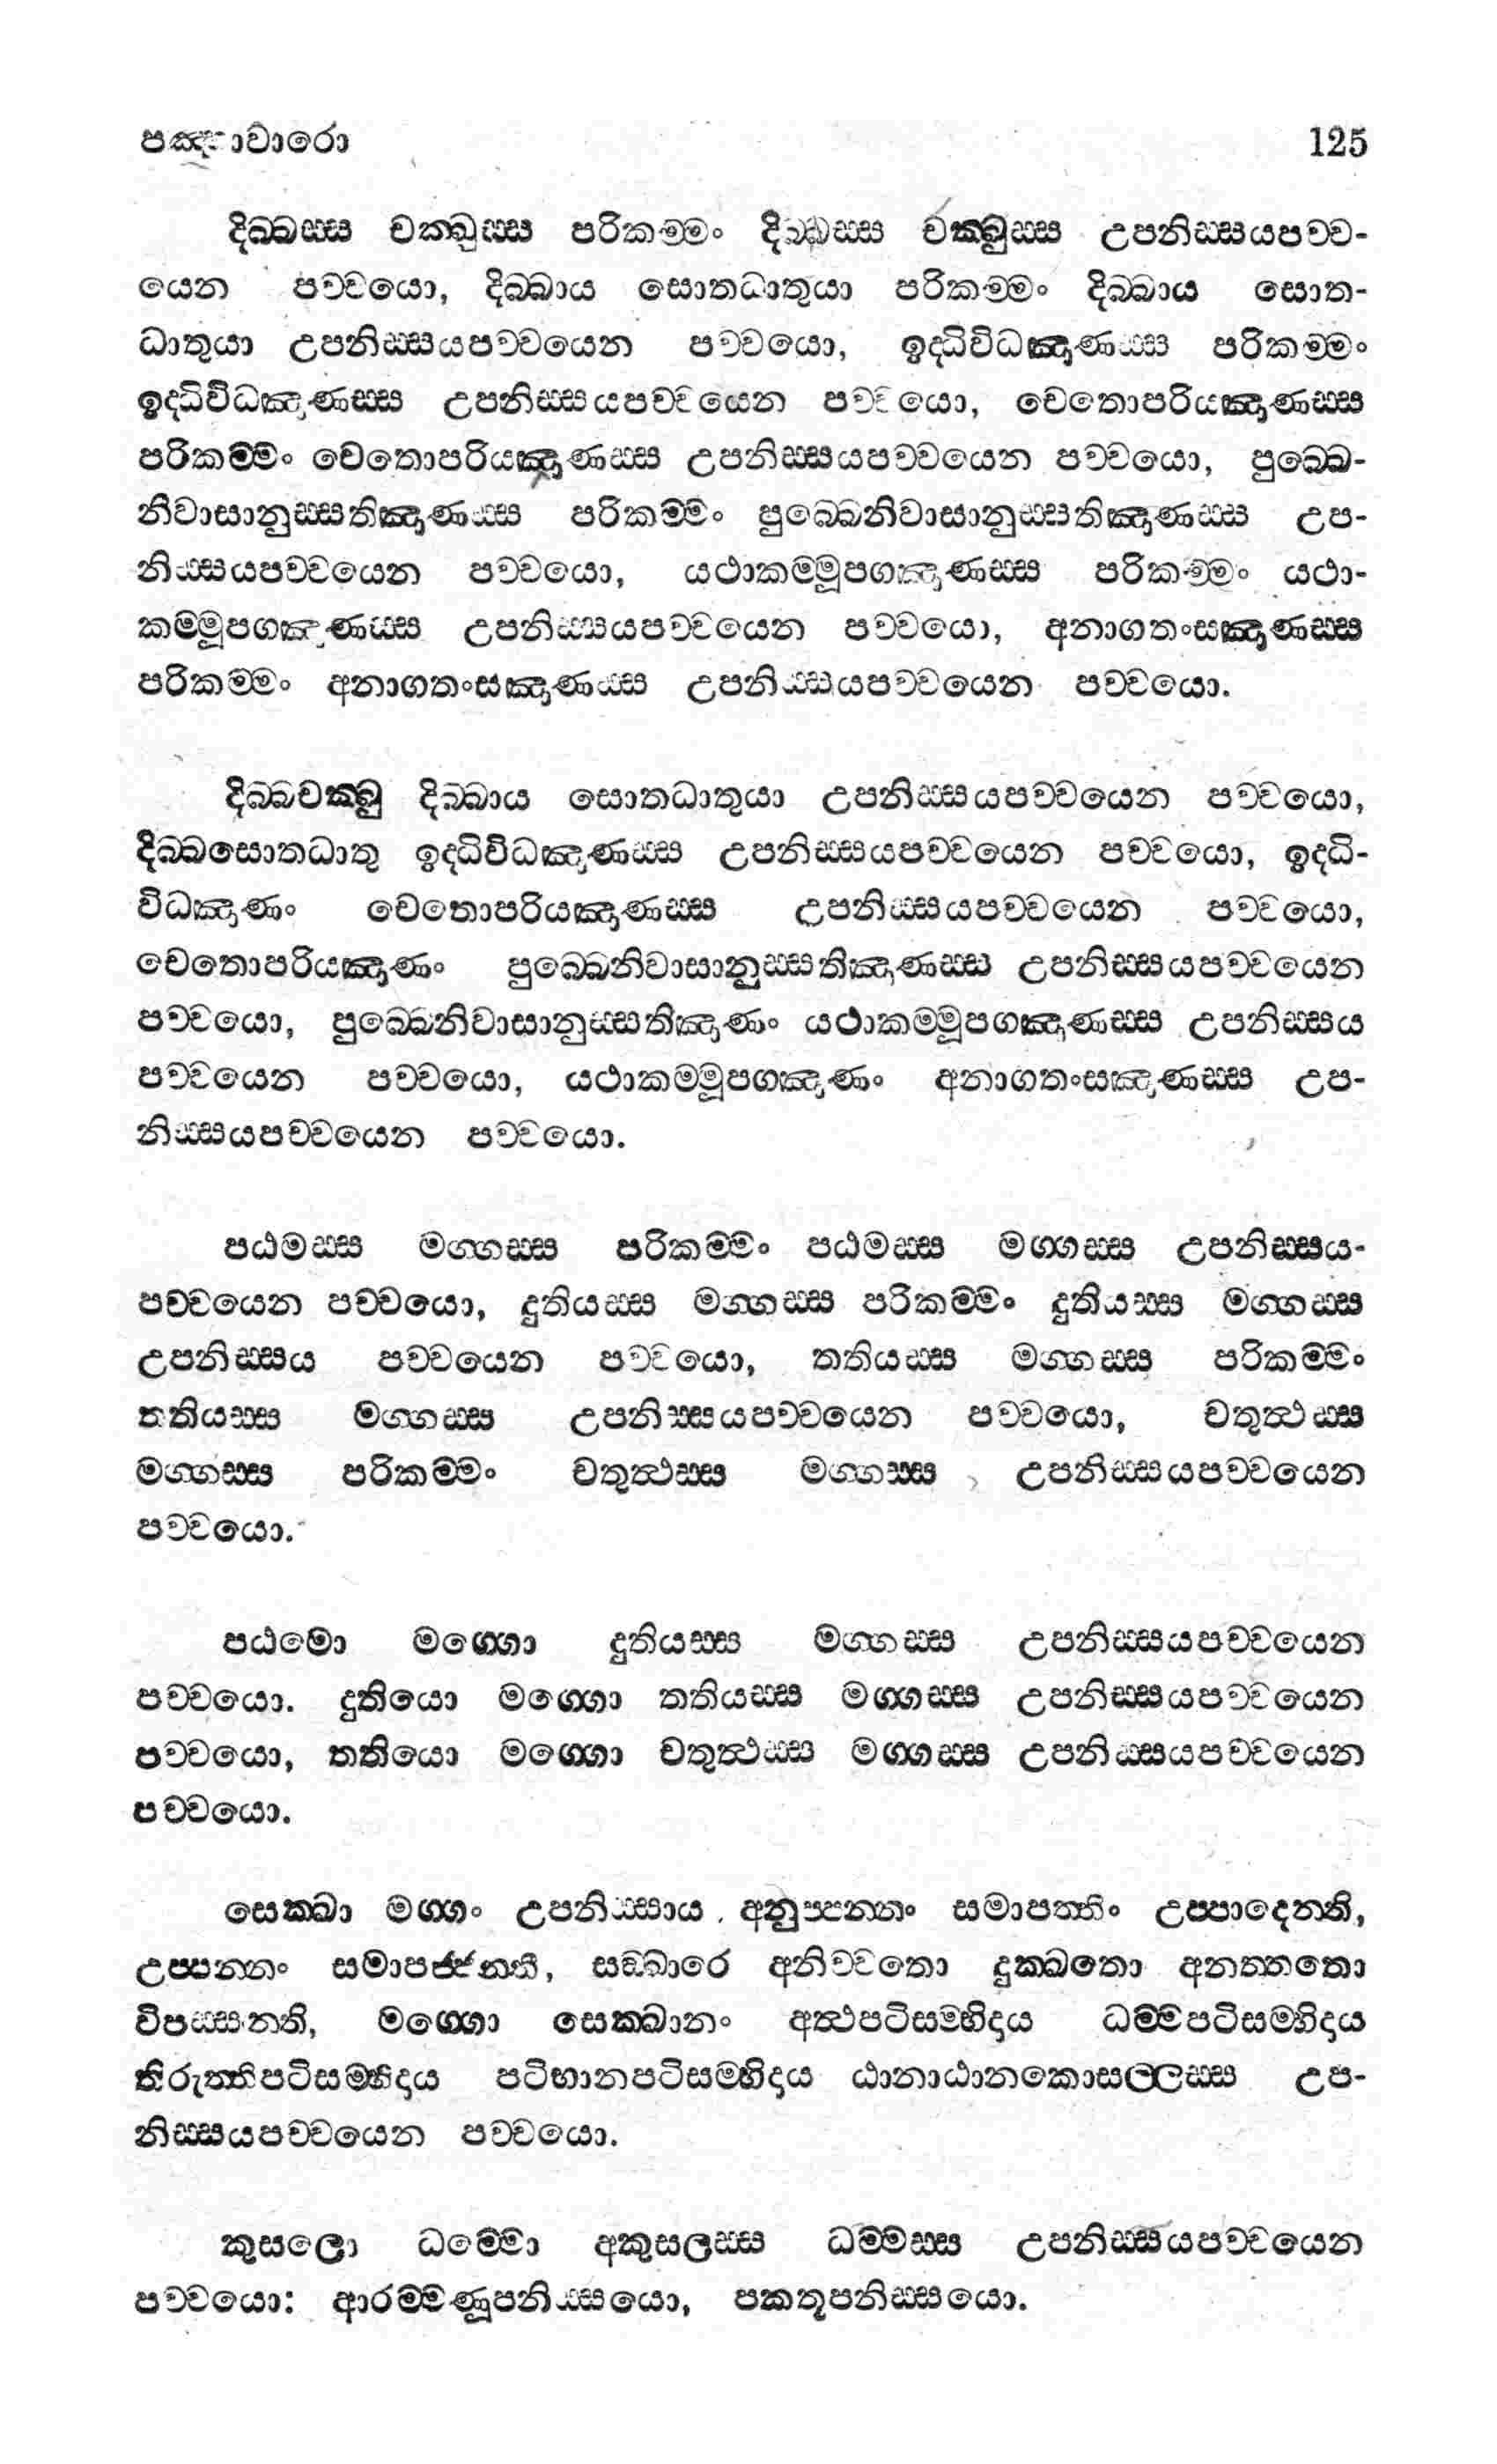 පඤ්හාවාරො 125
දිබ්බස්ස චක්ඛුස්ස පරිකම්මං දිබ්බස්ස චක්ඛුස්ස උපනිස්සයපච්ච-
යෙන පච්චයො, දිබ්බාය සොතධාතුයා පරිකම්මං දිබ්බාය සොත-
ධාතුයා උපනිස්සයපච්චයෙන පච්චයො, ඉද්ධිවිධඤාණස්ස පරිකම්මං
ඉද්ධිවිධඤාණස්ස උපනිස්සයපච්චයෙන පච්චයො, චෙතොපරියඤාණස්ස
පරිකම්මං චෙතොපරියඤාණස්ස උපනිස්සයපච්චයෙන පච්චයො, පුබ්බෙ-
නිවාසානුස්සතිඤාණස්ස පරිකම්මං පුබ්බෙනිවාසානුස්සතිඤාණස්ස උප-
නිස්සයපච්චයෙන පච්චයො, යථාකම්මූපගඤාණස්ස පරිකම්මං යථා-
කම්මූපගඤාණස්ස උපනිස්සයපච්චයෙන පච්චයො, අනාගතංසඤාණස්ස
පරිකම්මං අනාගතංසඤාණස්ස උපනිස්සයපච්චයෙන පච්චයො.
දිබ්බචක්ඛු දිබ්බාය සොතධාතුයා උපනිස්සයපච්චයෙන පච්චයො,
දිබ්බසොතධාතු ඉද්ධිවිධඤාණස්ස උපනිස්සයපච්චයෙන පච්චයො, ඉද්ධි-
විධඤාණං චෙතොපරියඤාණස්ස උපනිස්සයපච්චයෙන පච්චයො,
චෙතොපරියඤාණං පුබ්බෙනිවාසානුස්සතිඤාණස්ස උපනිස්සයපච්චයෙන
පච්චයො, පුබ්බෙනිවාසානුස්සතිඤාණං යථාකම්මූපගඤාණස්ස උපනිස්සය
පච්චයෙන පච්චයො, යථාකම්මූපගඤාණං අනාගතංසඤාණස්ස උප-
නිස්සයපච්චයෙන පච්චයො.
පඨමස්ස මග්ගස්ස පරිකම්මං පඨමස්ස මග්ගස්ස උපනිස්සය-
පච්චයෙන පච්චයො, දුතියස්ස මග්ගස්ස පරිකම්මං දුතියස්ස මග්ගස්ස
උපනිස්සය පච්චයෙන පච්චයො, තතියස්ස මග්ගස්ස පරිකම්මං
තතියස්ස මග්ගස්ස උපනිස්සයපච්චයෙන පච්චයො, චතුත්ථස්ස
මග්ගස්ස පරිකම්මං චතුත්ථස්ස මග්ගස්ස උපනිස්සයපච්චයෙන
පච්චයො.
පඨමො මග්ගො දුතියස්ස මග්ගස්ස උපනිස්සයපච්චයෙන
පච්චයො. දුතියො මග්ගො තතියස්ස මග්ගස්ස උපනිස්සයපච්චයෙන
පච්චයො, තතියො මග්ගො චතුත්ථස්ස මග්ගස්ස උපනිස්සයපච්චයෙන
පච්චයො.
සෙක්ඛා මග්ගං උපනිස්සාය අනුප්පන්නං සමාපත්තිං උප්පාදෙන්ති,
උප්පන්නං සමාපජ්ජන්ති, සඞ්ඛාරෙ අනිච්චතො දුක්ඛතො අනත්තතො
විපස්සන්ති, මග්ගො සෙක්ඛානං අත්ථපටිසම්භිදාය ධම්මපටිසම්භිදාය
නිරුත්තිපටිසම්භිදාය පටිභානපටිසම්භිදාය ඨානාඨානකොසල්ලස්ස උප-
නිස්සයපච්චයෙන පච්චයො.
කුසලො ධම්මො අකුසලස්ස ධම්මස්ස උපනිස්සයපච්චයෙන
පච්චයො: ආරම්මණූපනිස්සයො, පකතූපනිස්සයො.